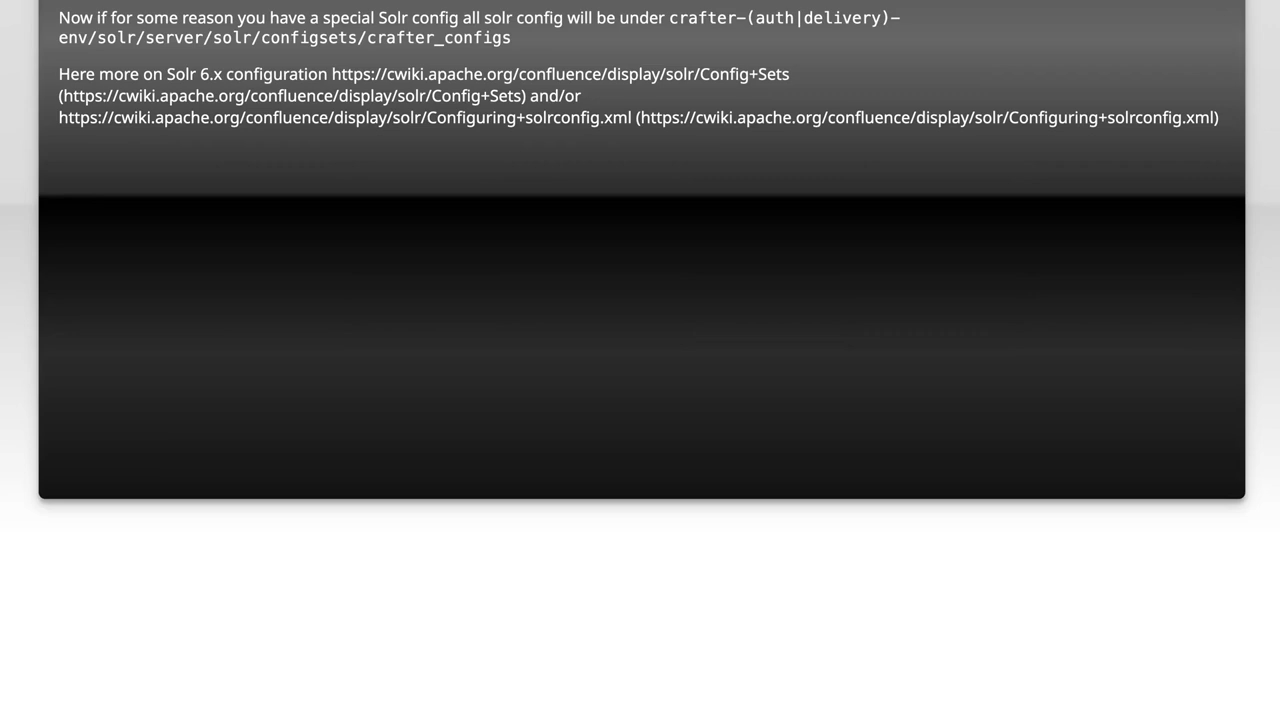 Now if for some reason you have a special Solr config all solr config will be under crafter-(auth|delivery)-
env/solr/server/solr/configsets/crafter_configs
Here more on Solr 6.x configuration https://cwiki.apache.org/confluence/display/solr/Config+Sets
(https://cwiki.apache.org/confluence/display/solr/Config+Sets) and/or
https://cwiki.apache.org/confluence/display/solr/Configuring+solrconfig.xml (https://cwiki.apache.org/confluence/display/solr/Configuring+solrconfig.xml)